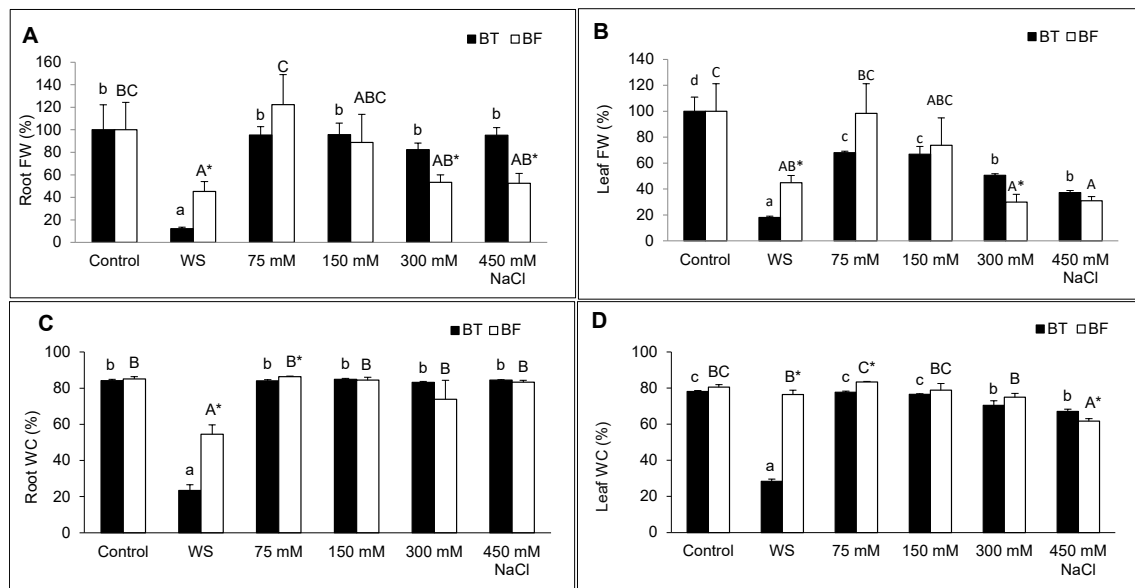 A
BT BF
Root FW (%)
160
140
120
100
80
60
40
20
0
b BC
a A*
b C
b ABC
b AB*
b AB*
Control WS 75 mM 150 mM 300 mM 450 mM
NaCl
B
BT BF
Leaf FW (%)
140
120
100
80
60
40
20
0
d C
a AB*
c BC
c ABC
b A*
b A
Control WS 75 mM 150 mM 300 mM 450 mM
NaCl
C
BT BF
Root WC (%)
100
80
60
40
20
0
b B
a A*
b B*
b B
b B
b B
Control WS 75 mM 150 mM 300 mM 450 mM
NaCl
D
BT BF
Leaf WC (%)
100
80
60
40
20
0
c BC
a B*
c C*
c BC
b B
b A*
Control WS 75 mM 150 mM 300 mM 450 mM
NaCl